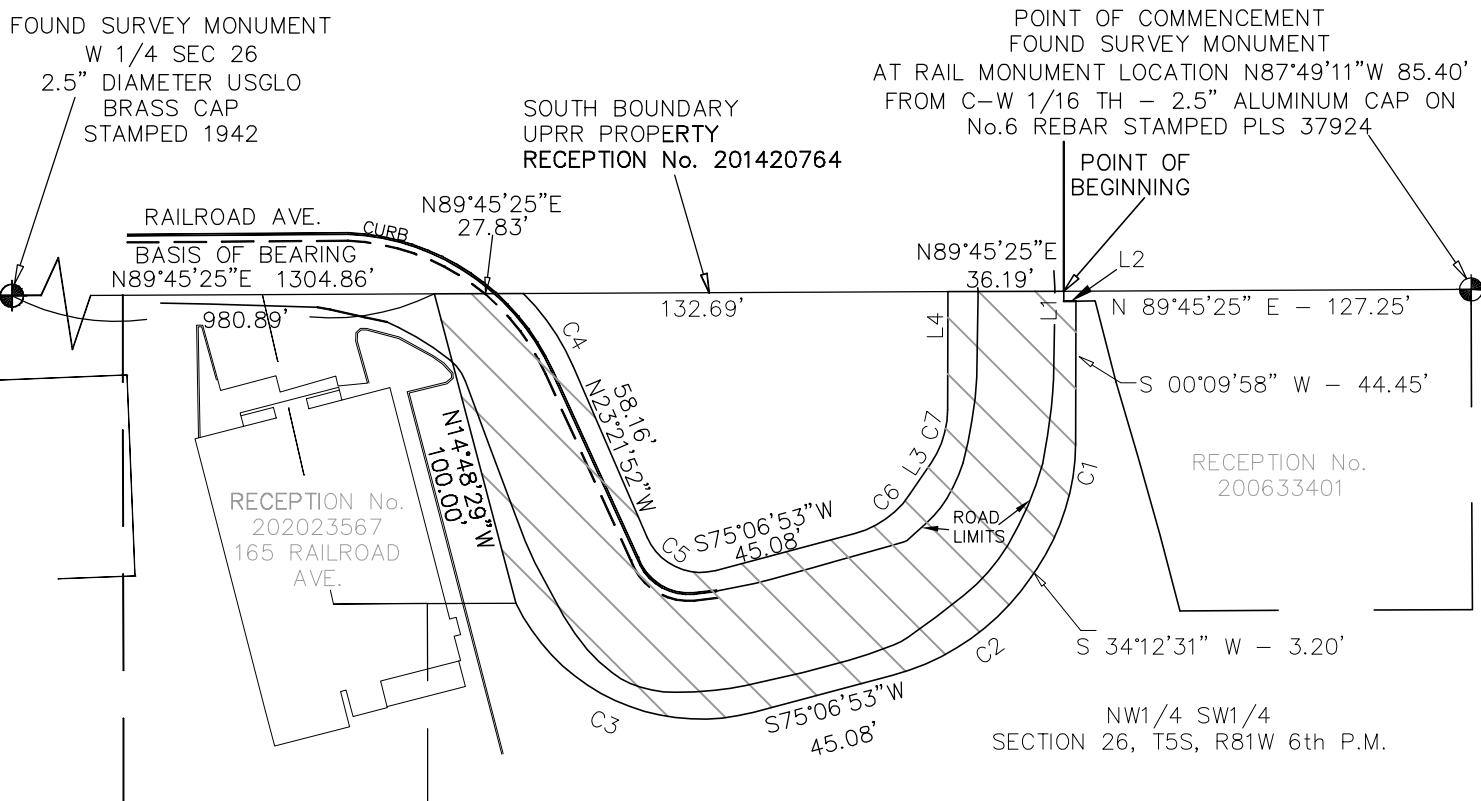 FOUND SURVEY MONUMENT
W 1/4 SEC 26
2.5" DIAMETER USGLO
BRASS CAP
STAMPED 1942
SOUTH BOUNDARY
UPRR PROPERTY
RECEPTION No. 201420764
POINT OF COMMENCEMENT
FOUND SURVEY MONUMENT
AT RAIL MONUMENT LOCATION N87°49'11"W 85.40'
FROM C-W 1/16 TH - 2.5" ALUMINUM CAP ON
No.6 REBAR STAMPED PLS 37924
POINT OF
BEGINNING
RAILROAD AVE.
CURB
N89°45'25"E
27.83'
BASIS OF BEARING
N89°45'25"E 1304.86'
980.89'
132.69'
N89°45'25"E
36.19'
L1
L2
N 89°45'25" E - 127.25'
L4
C4
58.16'
N23°21'52"W
S 00°09'58" W - 44.45'
N14°48'29"W
100.00'
C7
L3
C6
C1
RECEPTION No.
200633401
RECEPTION No.
202023567
165 RAILROAD
AVE.
C5
S75°06'53"W
45.08'
ROAD
LIMITS
S 34°12'31" W - 3.20'
C2
C3
S75°06'53"W
45.08'
NW1/4 SW1/4
SECTION 26, T5S, R81W 6th P.M.